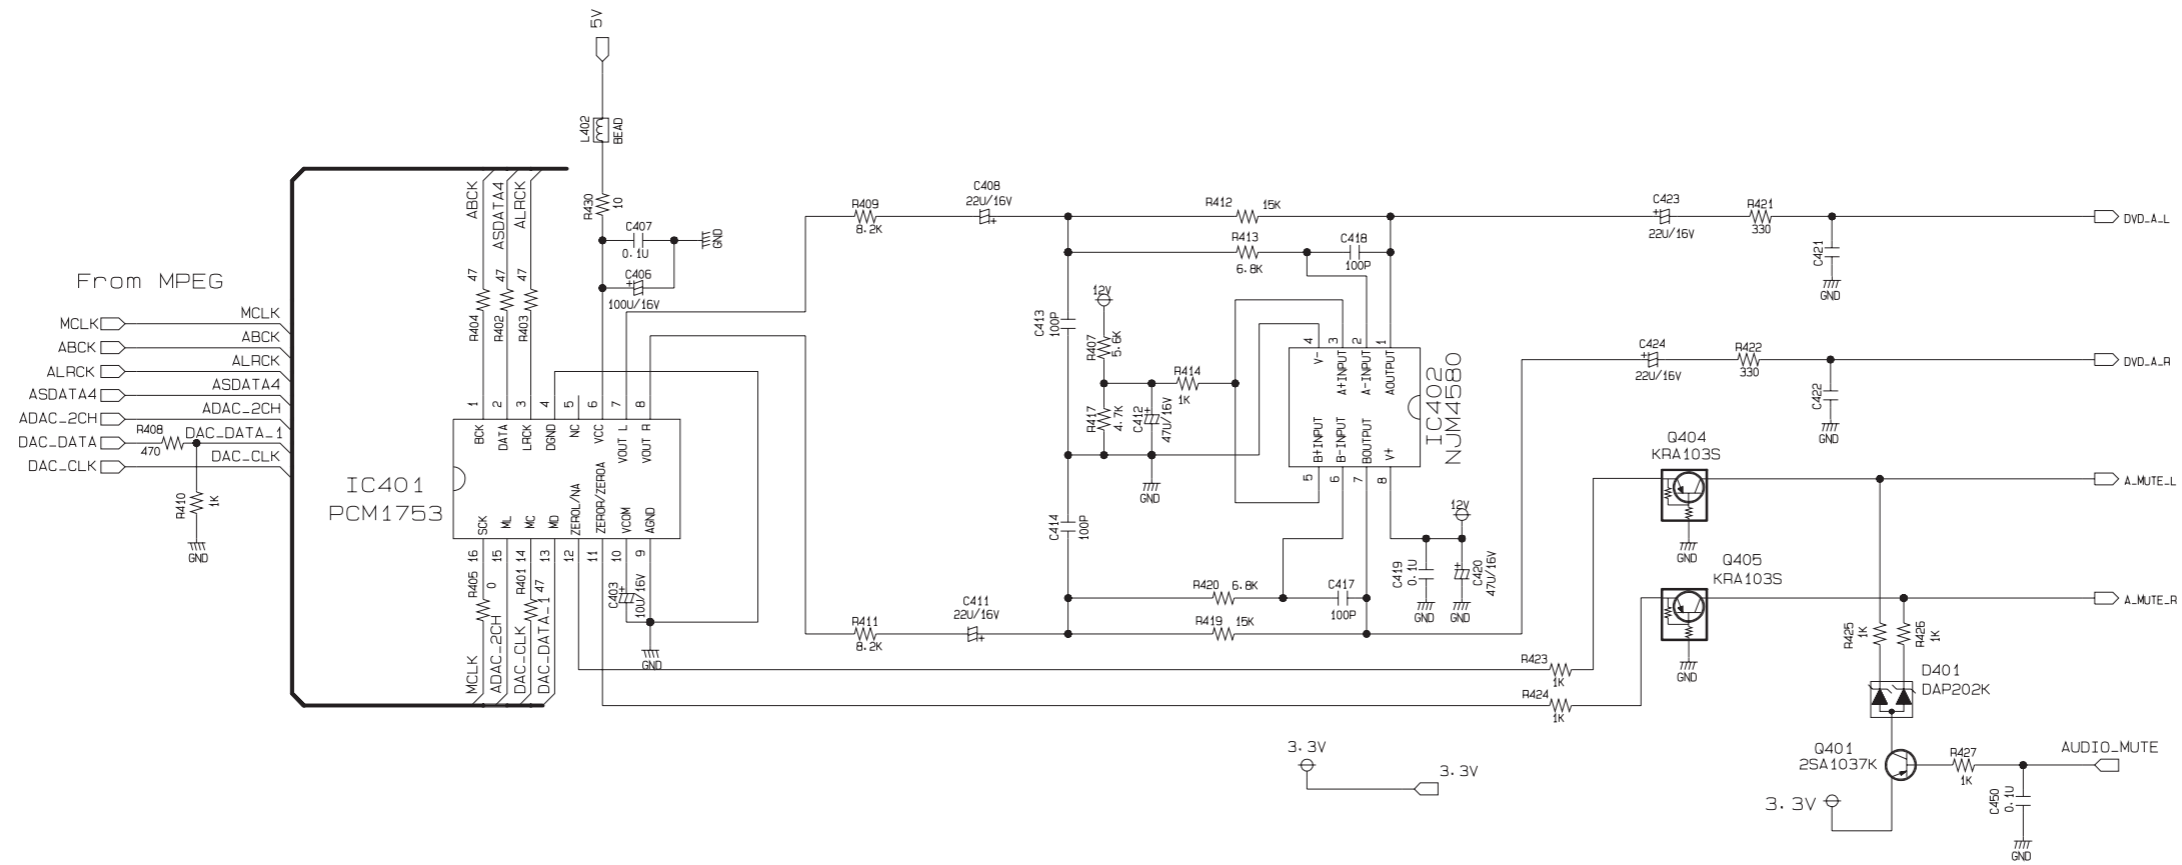 5V
L402
BEAD
R430
10
C407
0.1U
GND
C406
100U/16V
ABCK
ASDATA4
ALRCK
47
47
47
R404
R402
R403
From MPEG
MCLK
MCLK
ABCK
ABCK
ALRCK
ALRCK
ASDATA4
ASDATA4
ADAC_2CH
ADAC_2CH
DAC_DATA
R408
470
DAC_DATA_1
DAC_CLK
DAC_CLK
R410
1K
GND
IC401
PCM1753
1
2
3
4
5
6
7
8
BCK
DATA
LRCK
DGND
NC
VCC
VOUT L
VOUT R
SCK
ML
MC
MD
ZEROL/NA
ZEROR/ZEROA
VCOM
AGND
16
15
14
13
12
11
10
9
R405
0
R401
47
C403
10U/16V
GND
MCLK
ADAC_2CH
DAC_CLK
DAC_DATA_1
R409
8.2K
C408
22U/16V
R412
15K
R413
6.8K
C418
100P
C413
100P
12V
R407
5.6K
R414
1K
R417
4.7K
C412
47U/16V
GND
C414
100P
4
3
2
1
V-
A+INPUT
A-INPUT
AOUTPUT
B+INPUT
B-INPUT
BOUTPUT
V+
5
6
7
8
IC402
NJM4580
12V
C419
0.1U
C420
47U/16V
GND
GND
R420
6.8K
C417
100P
R419
15K
C411
22U/16V
R411
8.2K
R423
1K
R424
1K
C423
22U/16V
R421
330
C421
GND
DVD_A_L
C424
22U/16V
R422
330
C422
GND
DVD_A_R
Q404
KRA103S
GND
A_MUTE_L
Q405
KRA103S
GND
A_MUTE_R
R425
1K
R426
1K
D401
DAP202K
Q401
2SA1037K
R427
1K
AUDIO_MUTE
C450
0.1U
GND
3.3V
3.3V
3.3V